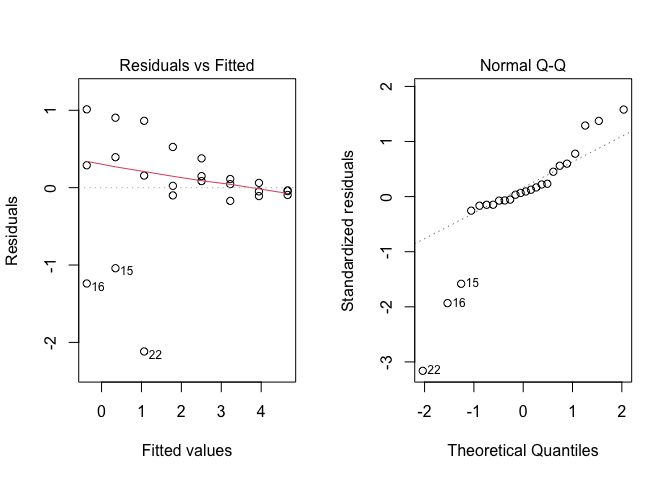 Residuals vs Fitted
Residuals
1
0
-1
-2
15
16
22
0 1 2 3 4
Fitted values
Normal Q-Q
Standardized residuals
2
1
0
-1
-2
-3
15
16
22
-2 -1 0 1 2
Theoretical Quantiles